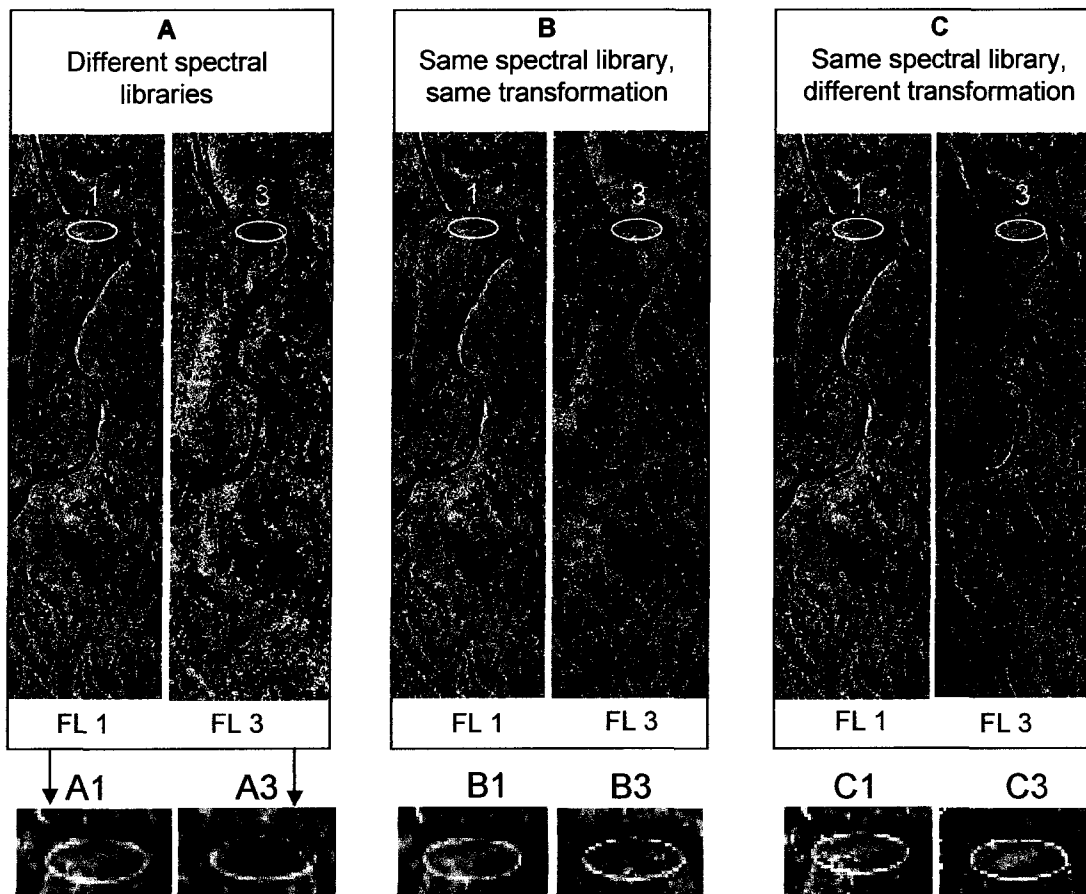 A
Different spectral
libraries
1
3
FL 1
FL 3
A1
A3
B
Same spectral library,
same transformation
1
3
FL 1
FL 3
B1
B3
C
Same spectral library,
different transformation
1
3
FL 1
FL 3
C1
C3